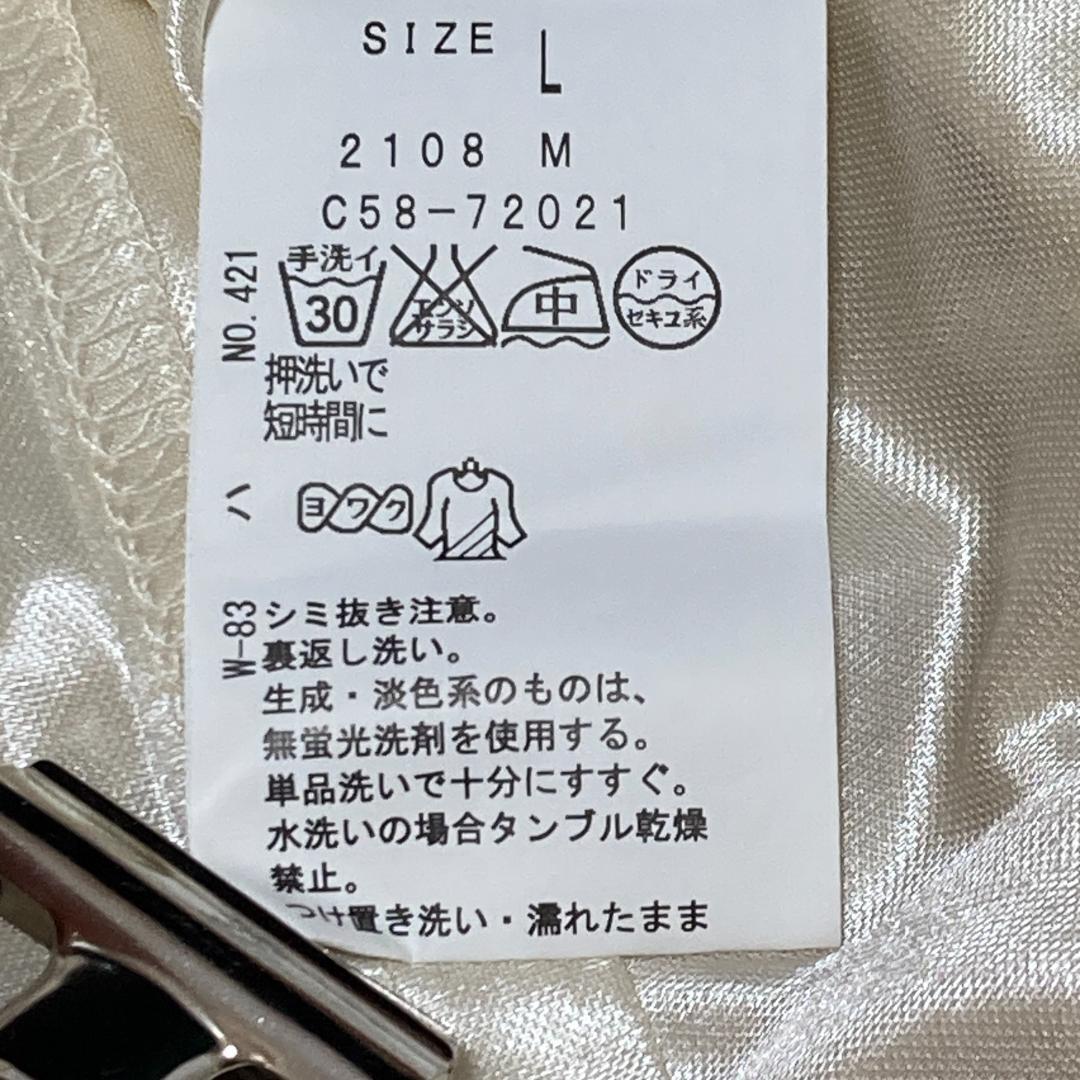 SIZE L
2108 M
C58-72021
NO.421
手洗イ
30
エンソ
サラシ
中
ドライ
セキユ系
押洗いで
短時間に
ハ
ヨワク
W-83
シミ抜き注意。
裏返し洗い。
生成・淡色系のものは、
無蛍光洗剤を使用する。
単品洗いで十分にすすぐ。
水洗いの場合タンブル乾燥
禁止。
つけ置き洗い・濡れたまま